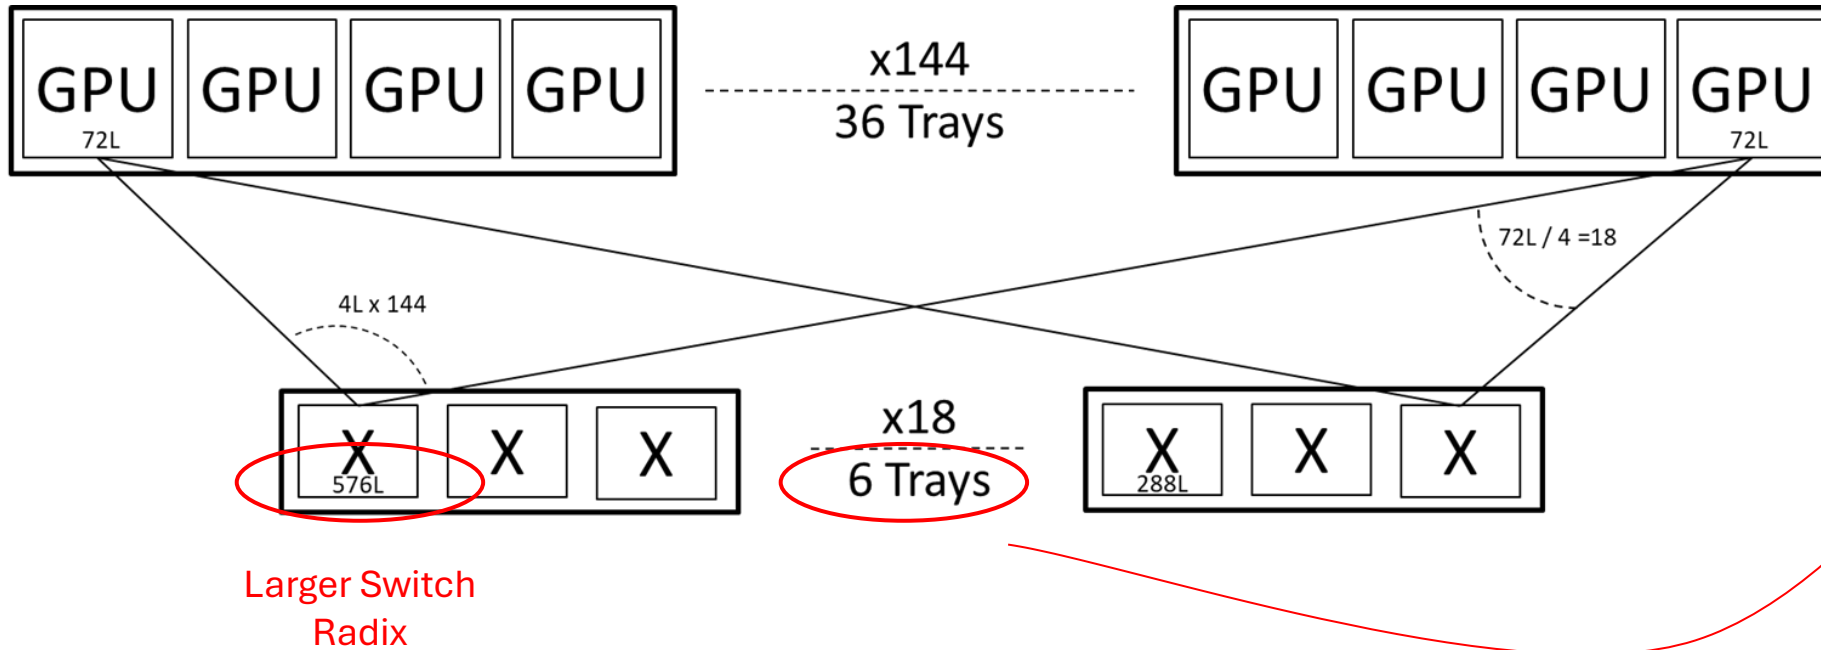 GPU GPU GPU GPU
72L
x144
36 Trays
GPU GPU GPU GPU
72L
72L / 4 =18
4L x 144
X X X
576L
x18
6 Trays
X X X
288L
Larger Switch
Radix